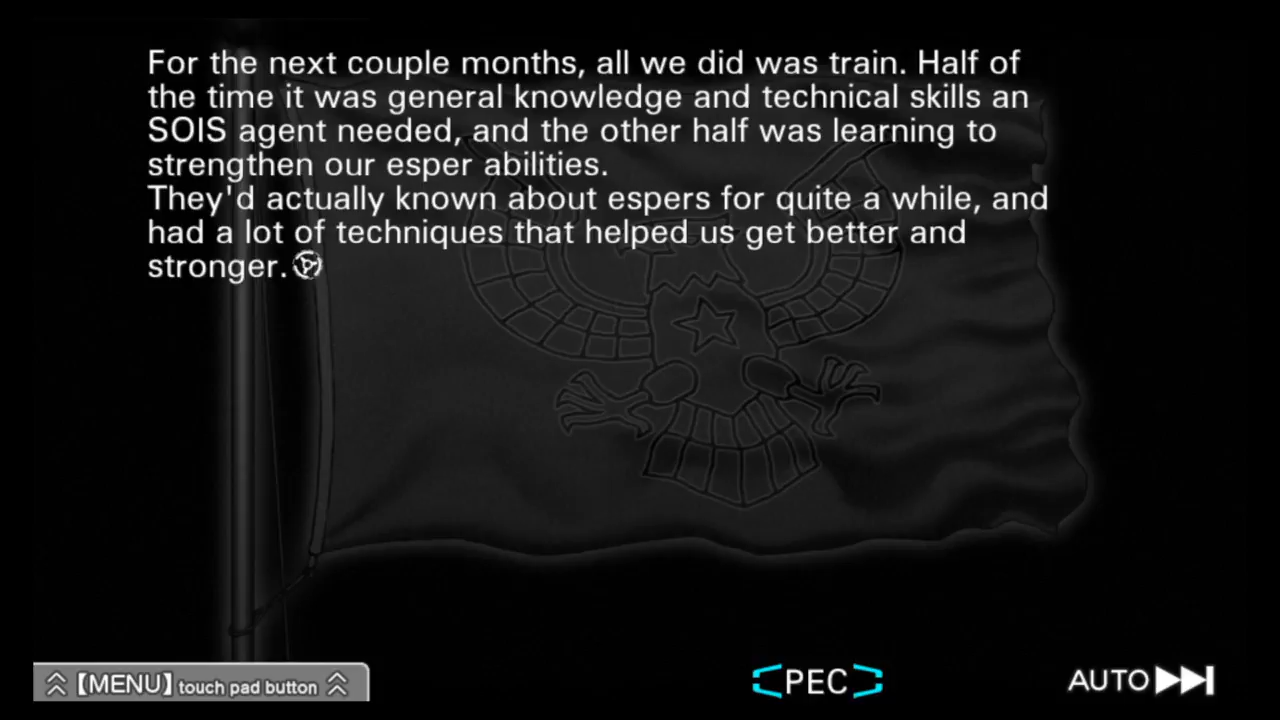 For the next couple months, all we did was train. Half of
the time it was general knowledge and technical skills an
SOIS agent needed, and the other half was learning to
strengthen our esper abilities.
They'd actually known about espers for quite a while, and
had a lot of techniques that helped us get better and
stronger.
【MENU】touch pad button
PEC
AUTO